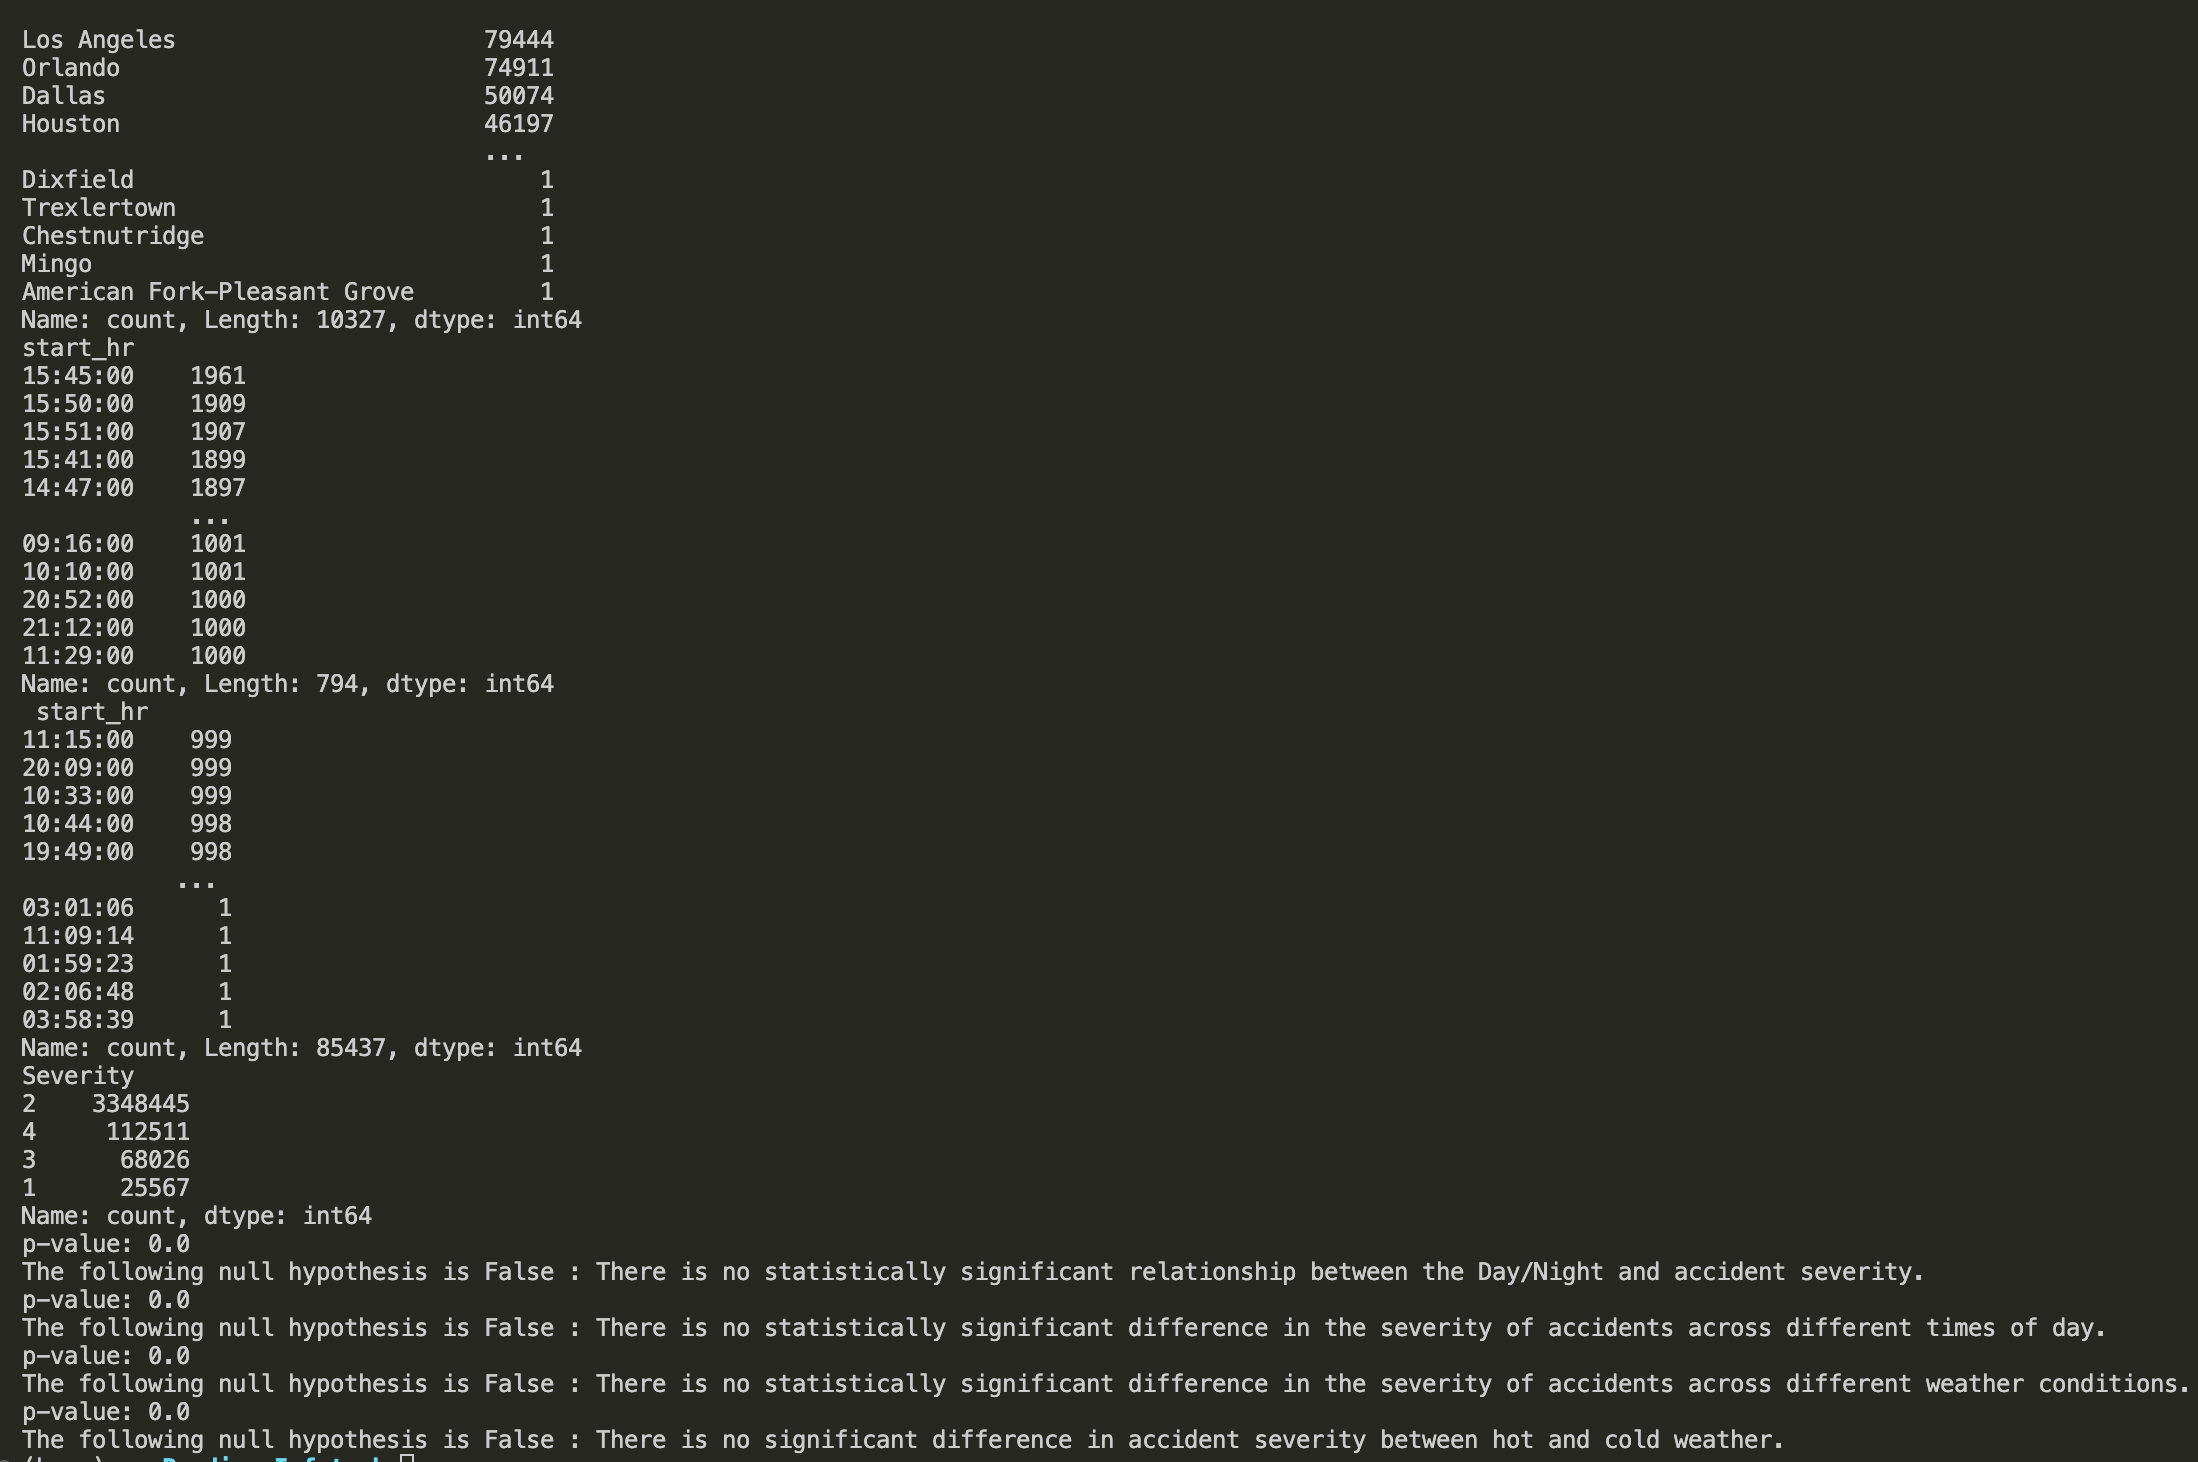 Los Angeles 79444
Orlando 74911
Dallas 50074
Houston 46197
...
Dixfield 1
Trexlertown 1
Chestnutridge 1
Mingo 1
American Fork-Pleasant Grove 1
Name: count, Length: 10327, dtype: int64
start_hr
15:45:00 1961
15:50:00 1909
15:51:00 1907
15:41:00 1899
14:47:00 1897
...
09:16:00 1001
10:10:00 1001
20:52:00 1000
21:12:00 1000
11:29:00 1000
Name: count, Length: 794, dtype: int64
start_hr
11:15:00 999
20:09:00 999
10:33:00 999
10:44:00 998
19:49:00 998
...
03:01:06 1
11:09:14 1
01:59:23 1
02:06:48 1
03:58:39 1
Name: count, Length: 85437, dtype: int64
Severity
2 3348445
4 112511
3 68026
1 25567
Name: count, dtype: int64
p-value: 0.0
The following null hypothesis is False : There is no statistically significant relationship between the Day/Night and accident severity.
p-value: 0.0
The following null hypothesis is False : There is no statistically significant difference in the severity of accidents across different times of day.
p-value: 0.0
The following null hypothesis is False : There is no statistically significant difference in the severity of accidents across different weather conditions.
p-value: 0.0
The following null hypothesis is False : There is no significant difference in accident severity between hot and cold weather.